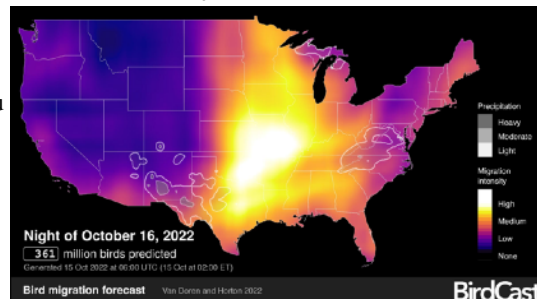 u
Precipitation
Heavy
Moderate
Light
Migration
intensity
High
Medium
Low
None
Night of October 16, 2022
361 million birds predicted
Generated 15 Oct 2022 at 06:00 UTC (15 Oct at 02:00 ET)
Bird migration forecast Van Doren and Horton 2022
BirdCast